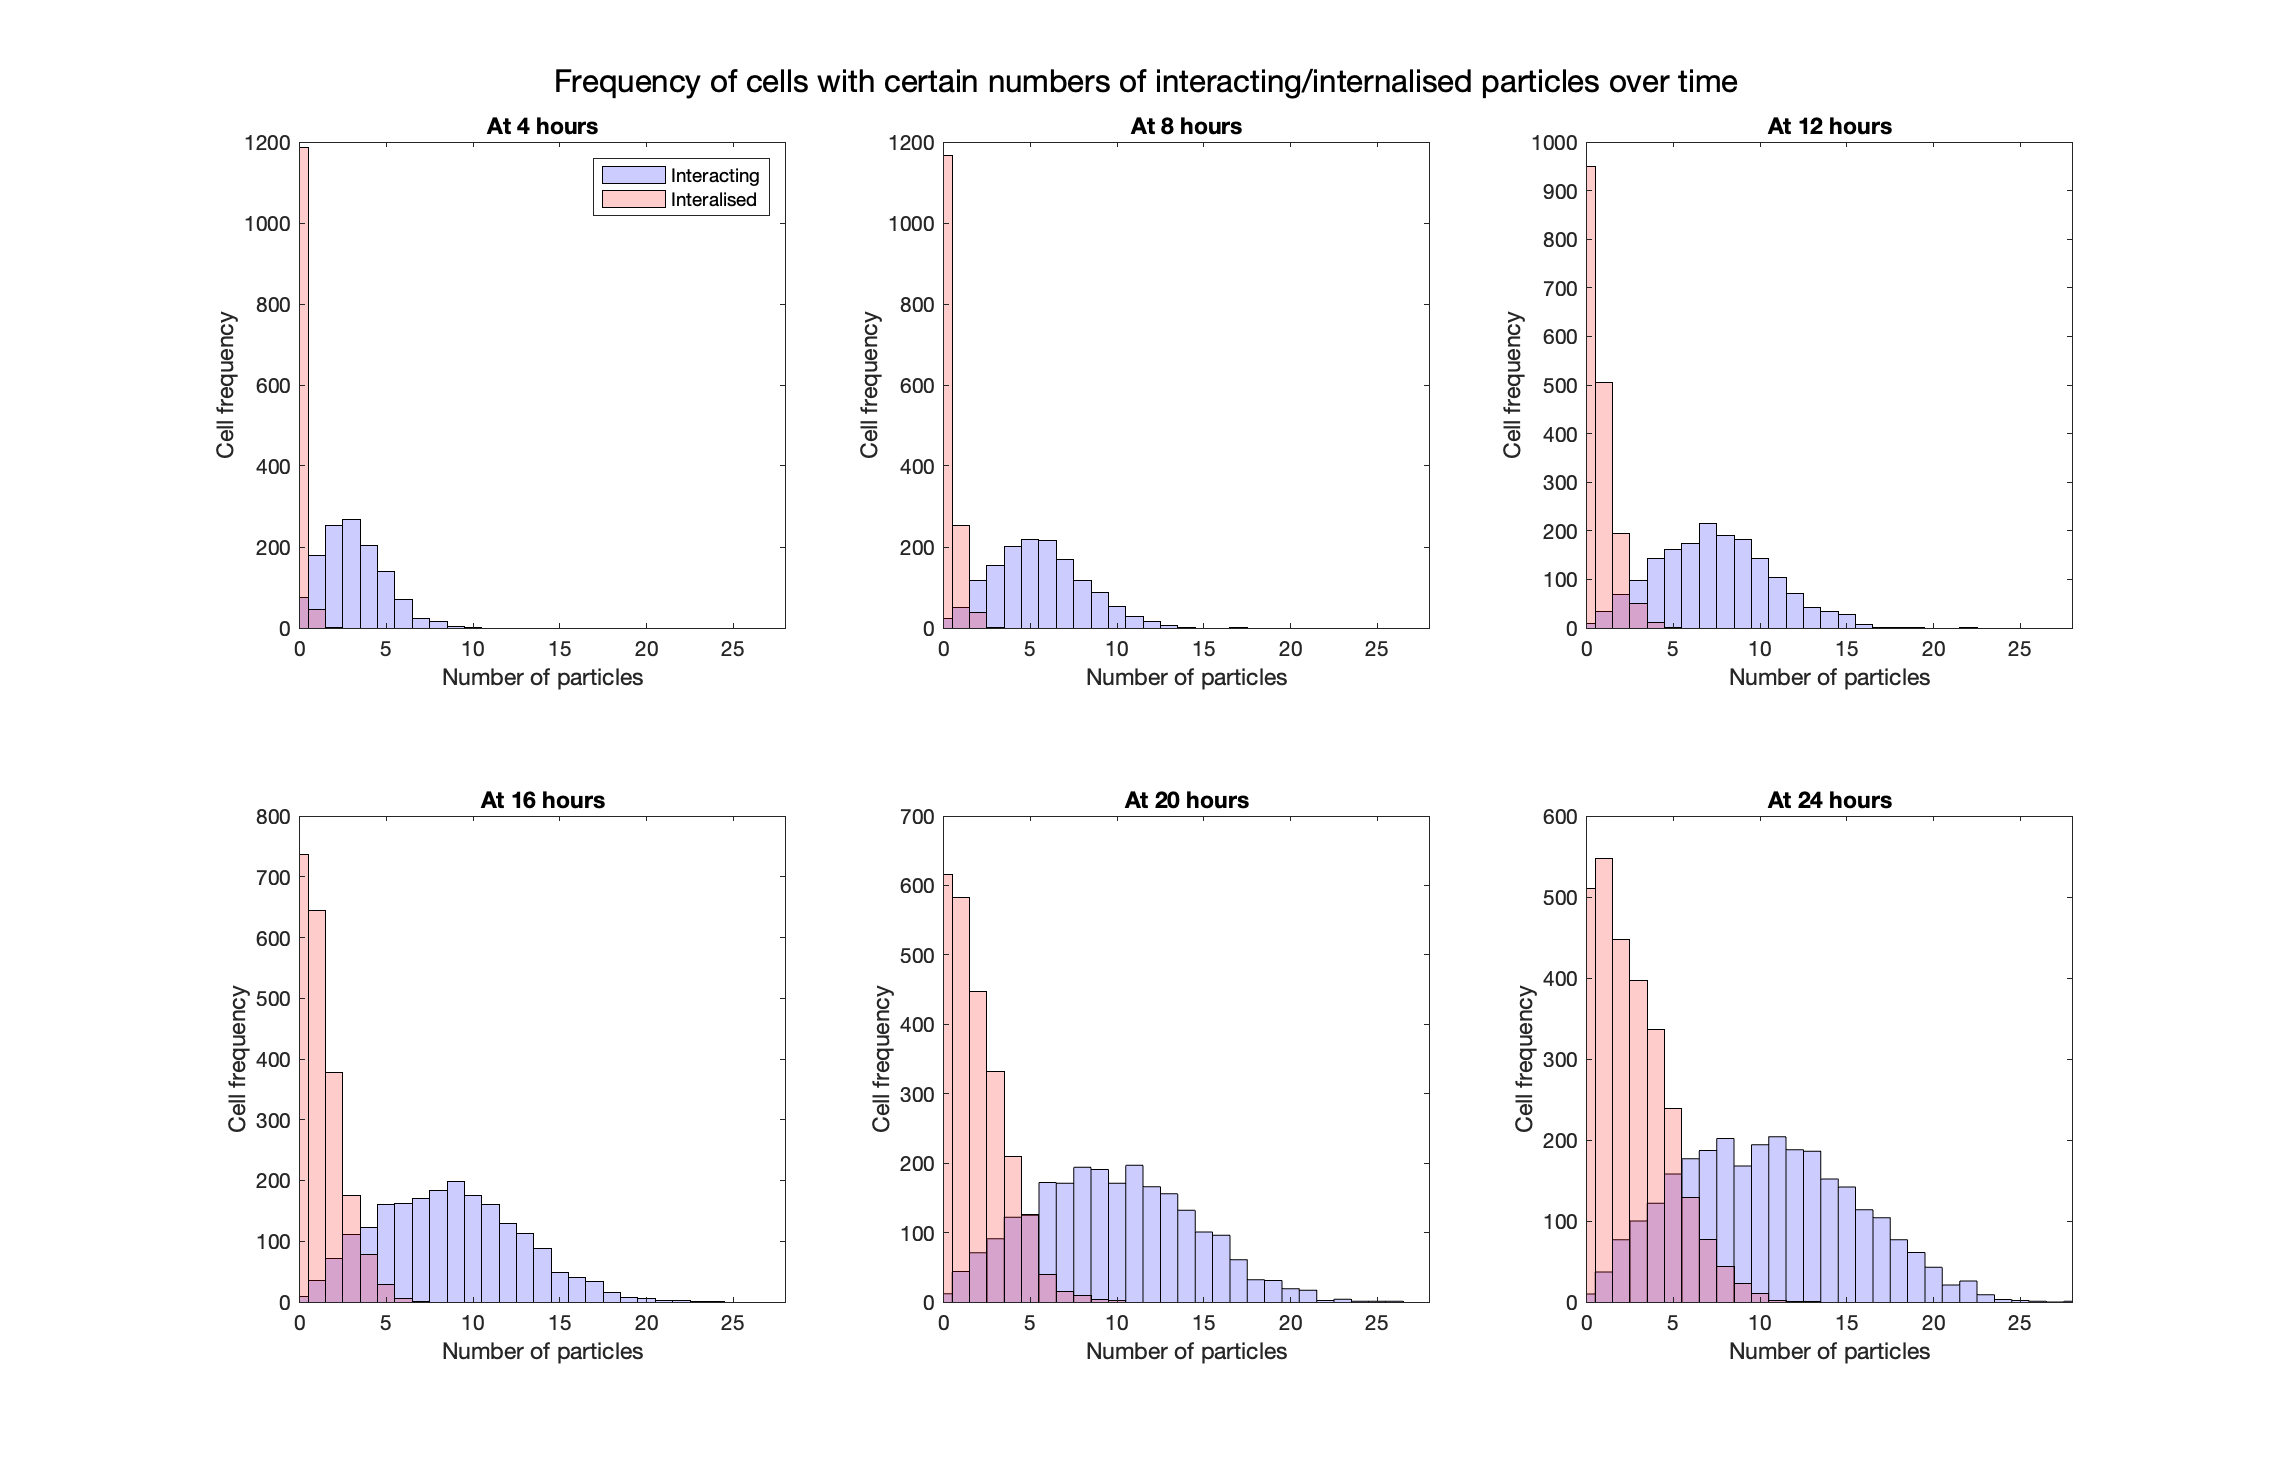 Frequency of cells with certain numbers of interacting/internalised particles over time
At 4 hours
1200
1000
800
600
400
200
0
Cell frequency
Interacting
Interalised
0 5 10 15 20 25
Number of particles
At 8 hours
1200
1000
800
600
400
200
0
Cell frequency
0 5 10 15 20 25
Number of particles
At 12 hours
1000
900
800
700
600
500
400
300
200
100
0
Cell frequency
0 5 10 15 20 25
Number of particles
At 16 hours
800
700
600
500
400
300
200
100
0
Cell frequency
0 5 10 15 20 25
Number of particles
At 20 hours
700
600
500
400
300
200
100
0
Cell frequency
0 5 10 15 20 25
Number of particles
At 24 hours
600
500
400
300
200
100
0
Cell frequency
0 5 10 15 20 25
Number of particles